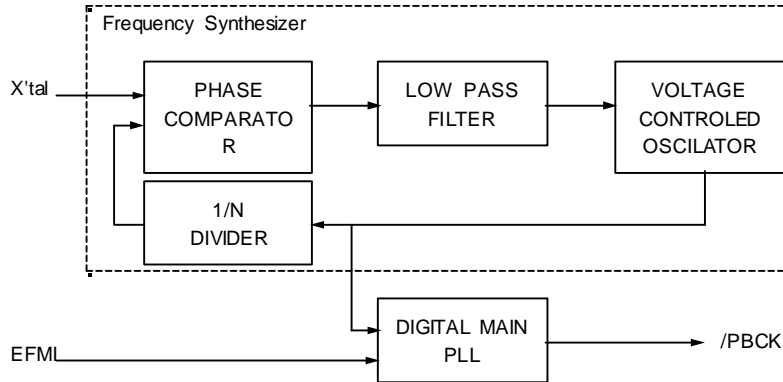 Frequency Synthesizer
X'tal
PHASE
COMPARATO
R
LOW PASS
FILTER
VOLTAGE
CONTROLED
OSCILATOR
1/N
DIVIDER
EFMI
DIGITAL MAIN
PLL
/PBCK